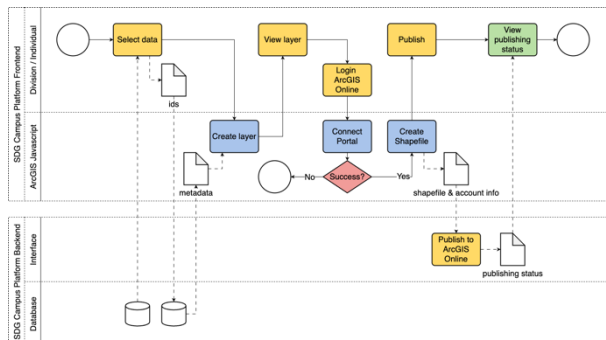 SDG Campus Platform Frontend
Division / Individual
Select data
ids
View layer
Login
ArcGIS
Online
Publish
View
publishing
status
ArcGIS Javascript
Create layer
metadata
Connect
Portal
Create
Shapefile
No
Success?
Yes
shapefile & account info
SDG Campus Platform Backend
Interface
Publish to
ArcGIS
Online
publishing status
Database